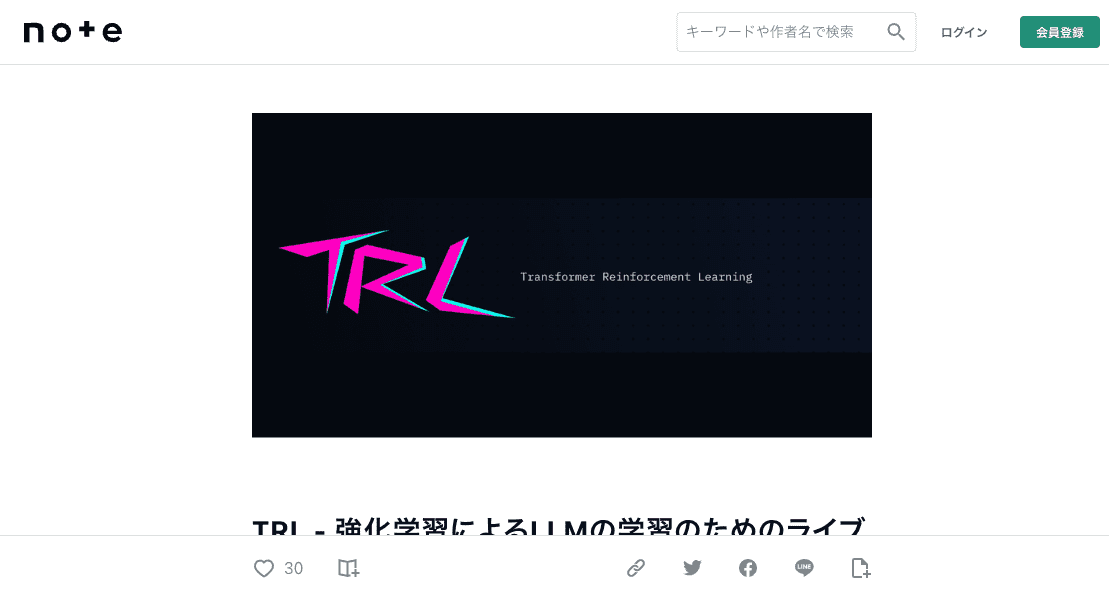 note
キーワードや作者名で検索
ログイン
会員登録
TRL
Transformer Reinforcement Learning
TRL - 強化学習によるLLMの学習のためのライブ
30
LINE